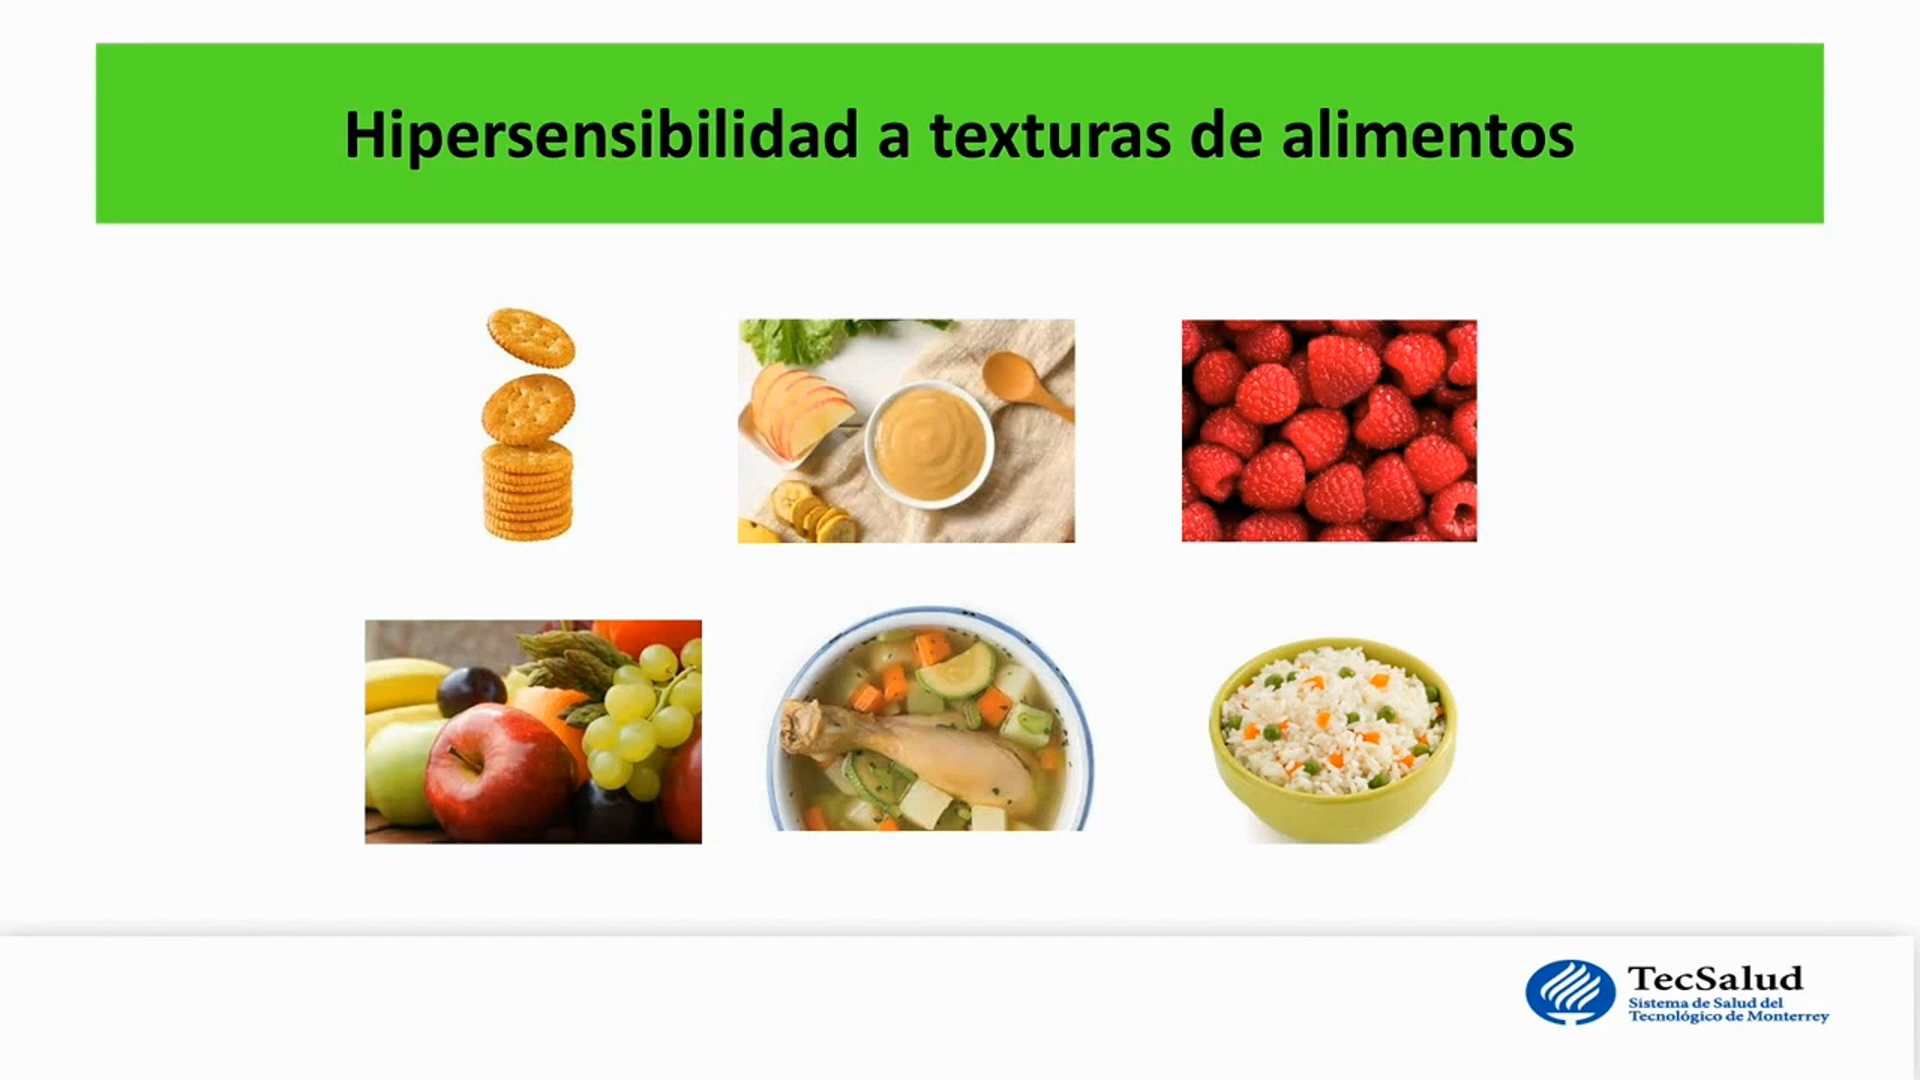 Hipersensibilidad a texturas de alimentos
TecSalud
Sistema de Salud del
Tecnológico de Monterrey